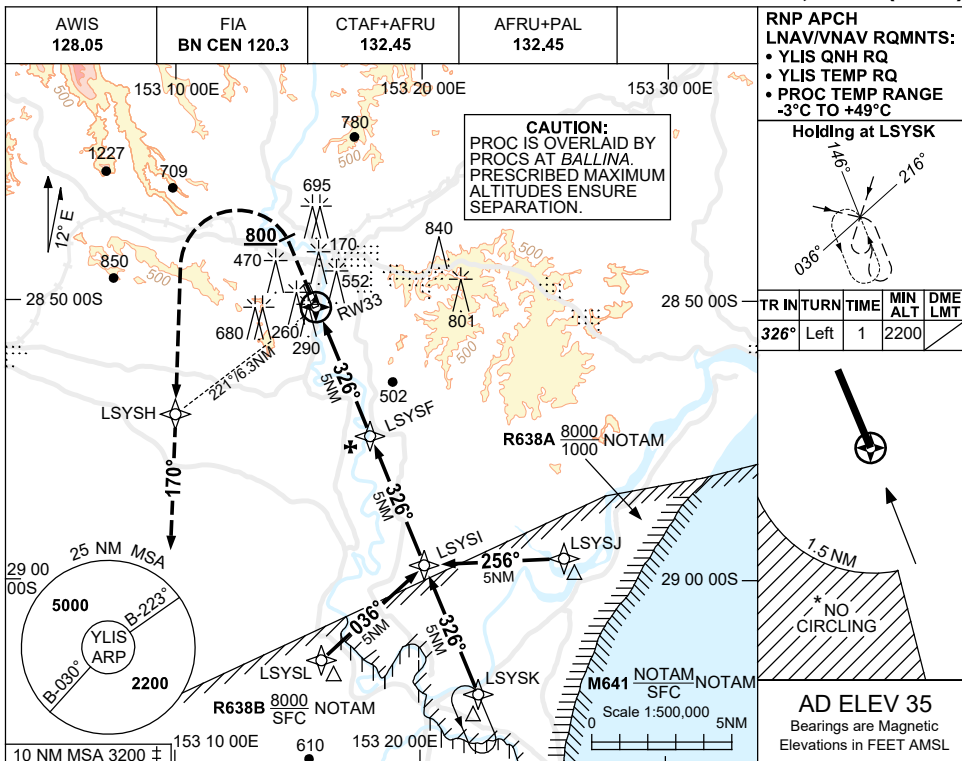 AWIS
128.05
FIA
BN CEN 120.3
CTAF+AFRU
132.45
AFRU+PAL
132.45
RNP APCH
LNAV/VNAV RQMNTS:
• YLIS QNH RQ
• YLIS TEMP RQ
• PROC TEMP RANGE
-3°C TO +49°C
Holding at LSYSK
146°
216°
036°
TR IN TURN TIME MIN ALT DME LMT
326° Left 1 2200
153 10 00E
153 20 00E
153 30 00E
500
780
500
1227
709
CAUTION:
PROC IS OVERLAID BY
PROCS AT BALLINA.
PRESCRIBED MAXIMUM
ALTITUDES ENSURE
SEPARATION.
12° E
695
800
170
840
470
500
850
500
552
28 50 00S
RW33
801
28 50 00S
680
260
290
500
221°/6.3NM
326°
5NM
502
LSYSH
LSYSF
R638A 8000
1000 NOTAM
170°
326°
5NM
LSYSI
LSYSJ
256°
5NM
29 00
00S
29 00 00S
25 NM MSA
5000
B-223°
YLIS
ARP
B-030°
2200
036°
5NM
326°
5NM
LSYSL
LSYSK
R638B 8000
SFC NOTAM
M641 NOTAM
SFC NOTAM
Scale 1:500,000
0 5NM
153 10 00E
153 20 00E
610
10 NM MSA 3200 ‡
1.5 NM
*NO
CIRCLING
AD ELEV 35
Bearings are Magnetic
Elevations in FEET AMSL